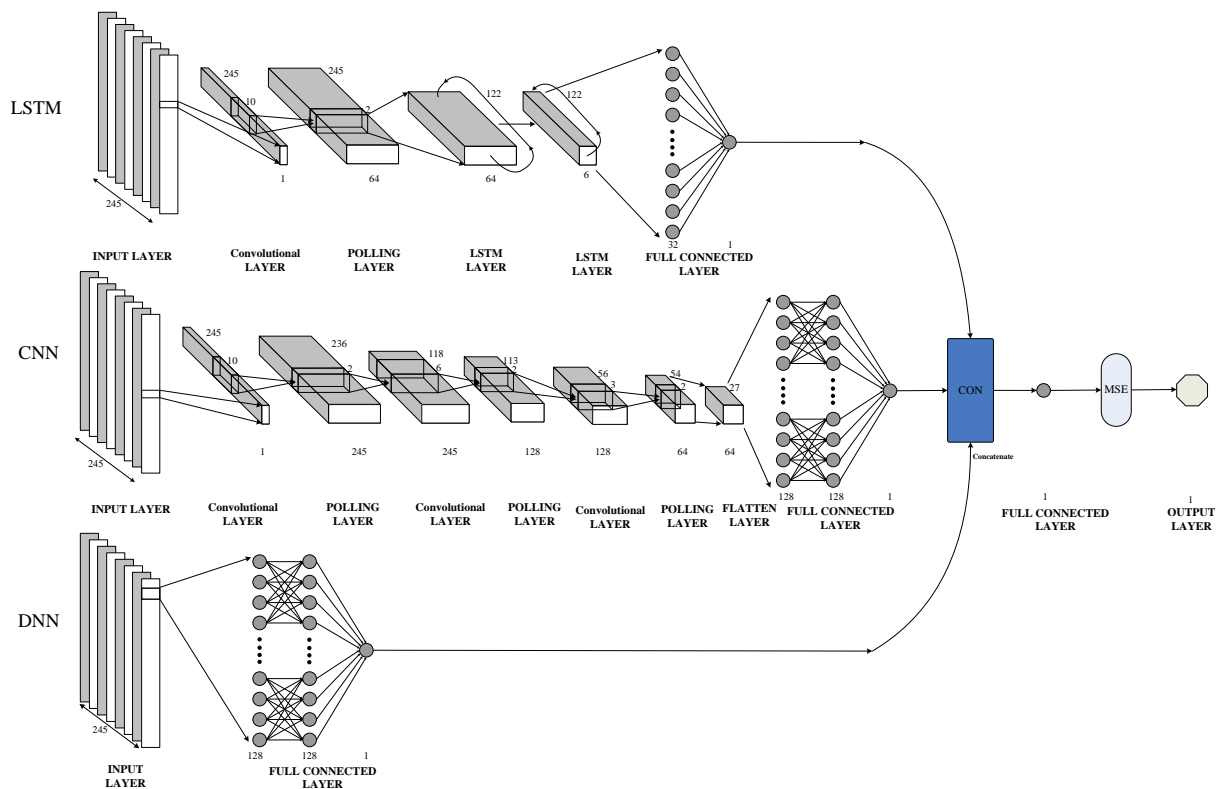 LSTM
245
245
10
1
245
2
64
122
64
122
6
32
1
INPUT LAYER
Convolutional
LAYER
POLLING
LAYER
LSTM
LAYER
LSTM
LAYER
FULL CONNECTED
LAYER
CNN
245
245
10
1
236
2
245
118
6
245
113
2
128
56
3
128
54
2
64
27
64
128
128
1
INPUT LAYER
Convolutional
LAYER
POLLING
LAYER
Convolutional
LAYER
POLLING
LAYER
Convolutional
LAYER
POLLING
LAYER
FLATTEN
LAYER
FULL CONNECTED
LAYER
CON
Concatenate
MSE
1
FULL CONNECTED
LAYER
1
OUTPUT
LAYER
DNN
245
128
128
1
INPUT
LAYER
FULL CONNECTED
LAYER